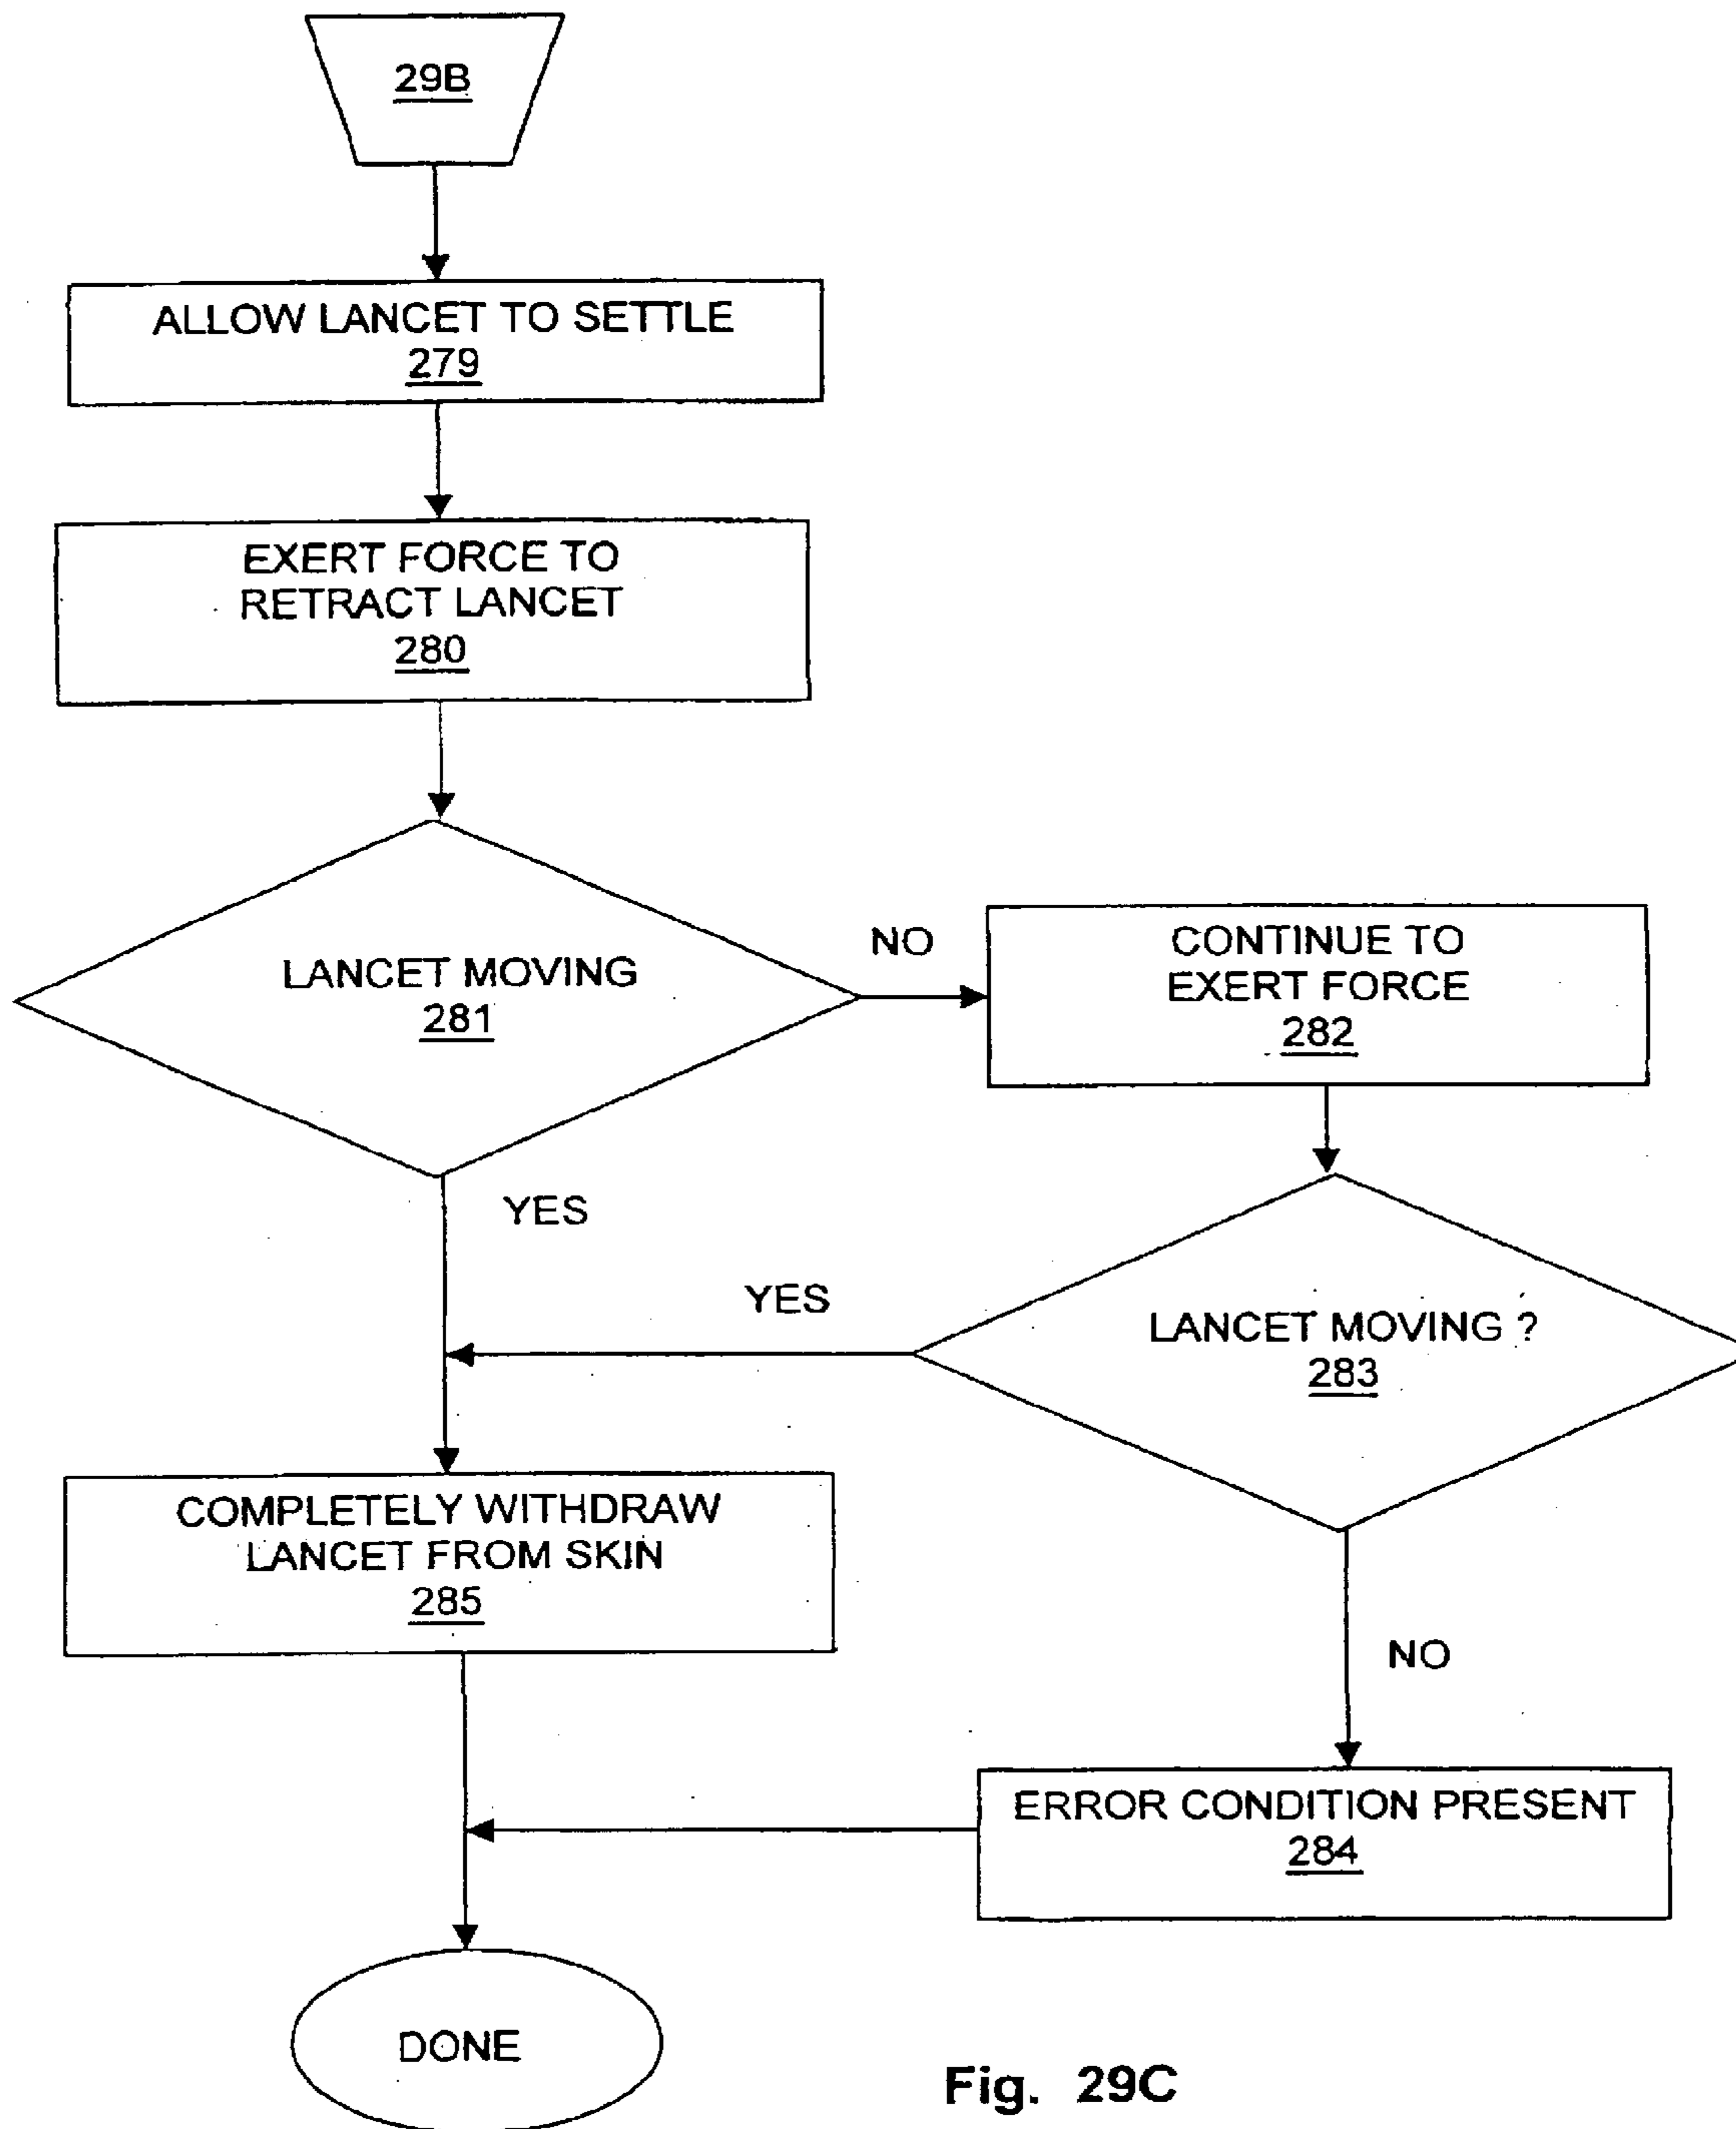 29B
ALLOW LANCET TO SETTLE
279
EXERT FORCE TO
RETRACT LANCET
280
LANCET MOVING
281
NO
CONTINUE TO
EXERT FORCE
282
YES
YES
LANCET MOVING ?
283
COMPLETELY WITHDRAW
LANCET FROM SKIN
285
NO
ERROR CONDITION PRESENT
284
DONE
Fig. 29C